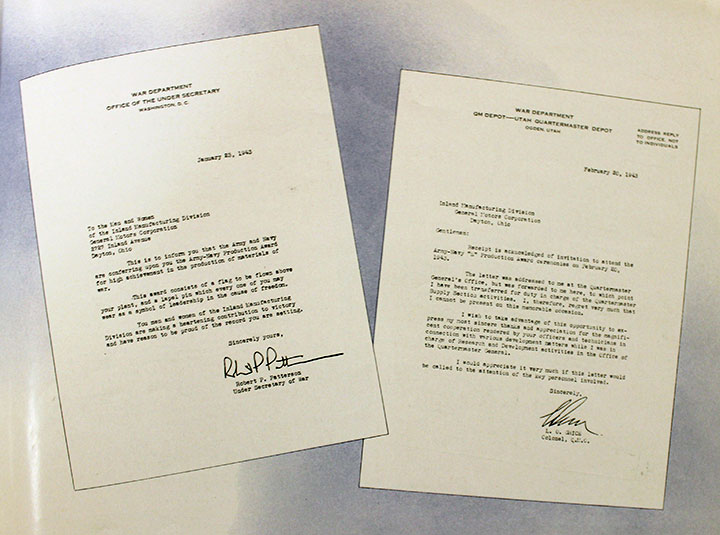 WAR DEPARTMENT
OFFICE OF THE UNDER SECRETARY
WASHINGTON, D. C.
January 23, 1943
To the Men and Women
of the Inland Manufacturing Division
General Motors Corporation
2727 Inland Avenue
Dayton, Ohio
This is to inform you that the Army and Navy
are conferring upon you the Army-Navy Production Award
for high achievement in the production of materials of
war.
This award consists of a flag to be flown above
your plant, and a lapel pin which every one of you may
wear as a symbol of leadership in the cause of freedom.
You men and women of the Inland Manufacturing
Division are making a heartening contribution to victory
and have reason to be proud of the record you are setting.
Sincerely yours,
Robert P. Patterson
Robert P. Patterson
Under Secretary of War
WAR DEPARTMENT
QM DEPOT—UTAH QUARTERMASTER DEPOT
OGDEN, UTAH
ADDRESS REPLY
TO OFFICE, NOT
TO INDIVIDUALS
February 1943
Inland Manufacturing Division
General Motors Corporation
Dayton, Ohio
Gentlemen:
Receipt is acknowledged of invitation to attend the
Army-Navy "E" Production Award ceremonies on February
1943.
The letter was addressed to me at the Quartermaster
General's Office, but was forwarded to me here, to which point
I have been transferred for duty in charge of the Quartermaster
Supply Section activities. I, therefore, regret very much that
I cannot be present on this memorable occasion.
I wish to take advantage of this opportunity to ex-
press my most sincere thanks and appreciation for the magnifi-
cent cooperation rendered by your officers and technicians in
connection with various development matters while I was in
charge of Research and Development activities in the Office of
the Quartermaster General.
I would appreciate it very much if this letter would
be called to the attention of the key personnel involved.
Sincerely,
L. O. GRICE
Colonel, Q.M.C.